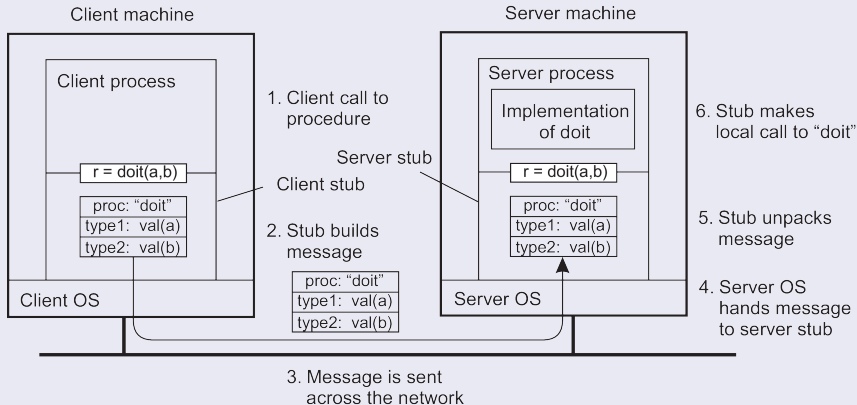 Client machine
Server machine
Client process
Server process
1. Client call to
procedure
Implementation
of doit
6. Stub makes
local call to “doit”
Server stub
r = doit(a,b)
r = doit(a,b)
Client stub
proc: “doit”
type1: val(a)
type2: val(b)
2. Stub builds
message
proc: “doit”
type1: val(a)
type2: val(b)
proc: “doit”
type1: val(a)
type2: val(b)
5. Stub unpacks
message
Client OS
Server OS
4. Server OS
hands message
to server stub
3. Message is sent
across the network